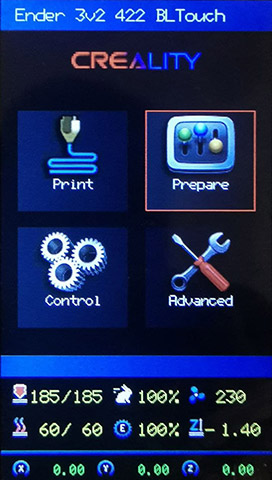 Ender 3v2 422 BLTouch
CREALITY
Print Prepare
Control Advanced
185/185 100% 230
60/ 60 E 100% Z - 1.40
X 0.00 Y 0.00 Z 0.00